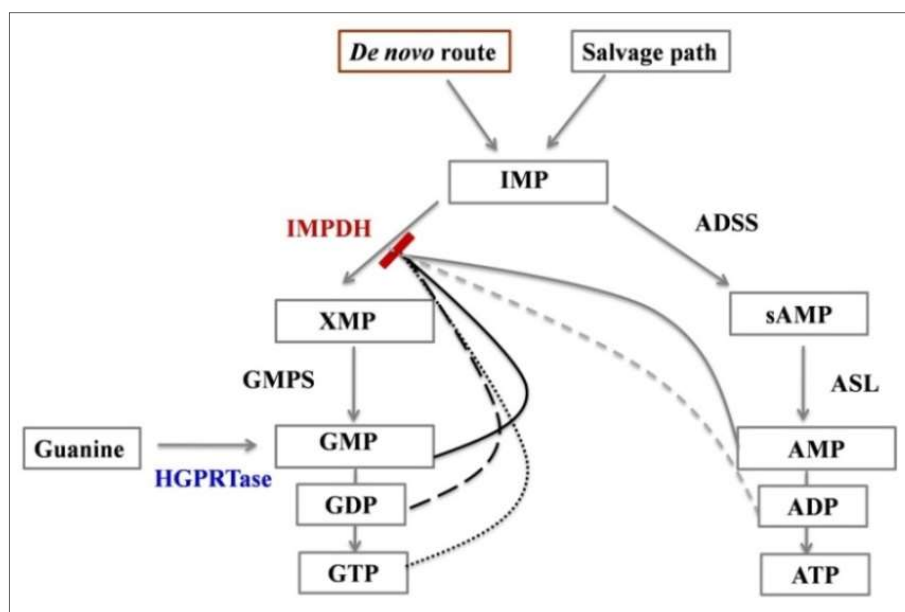 De novo route
Salvage path
IMP
IMPDH
ADSS
XMP
sAMP
GMPS
ASL
Guanine
GMP
AMP
HGPRTase
GDP
ADP
GTP
ATP